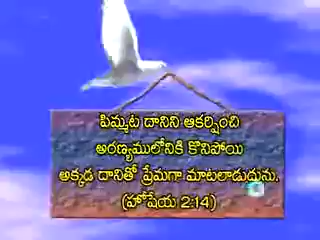 పిమ్మట దానిని ఆకర్షించి
అరణ్యములోనికి కొనిపోయి
అక్కడ దానితో ప్రేమగా మాటలాడుదును.
(హోషేయ 2:14)